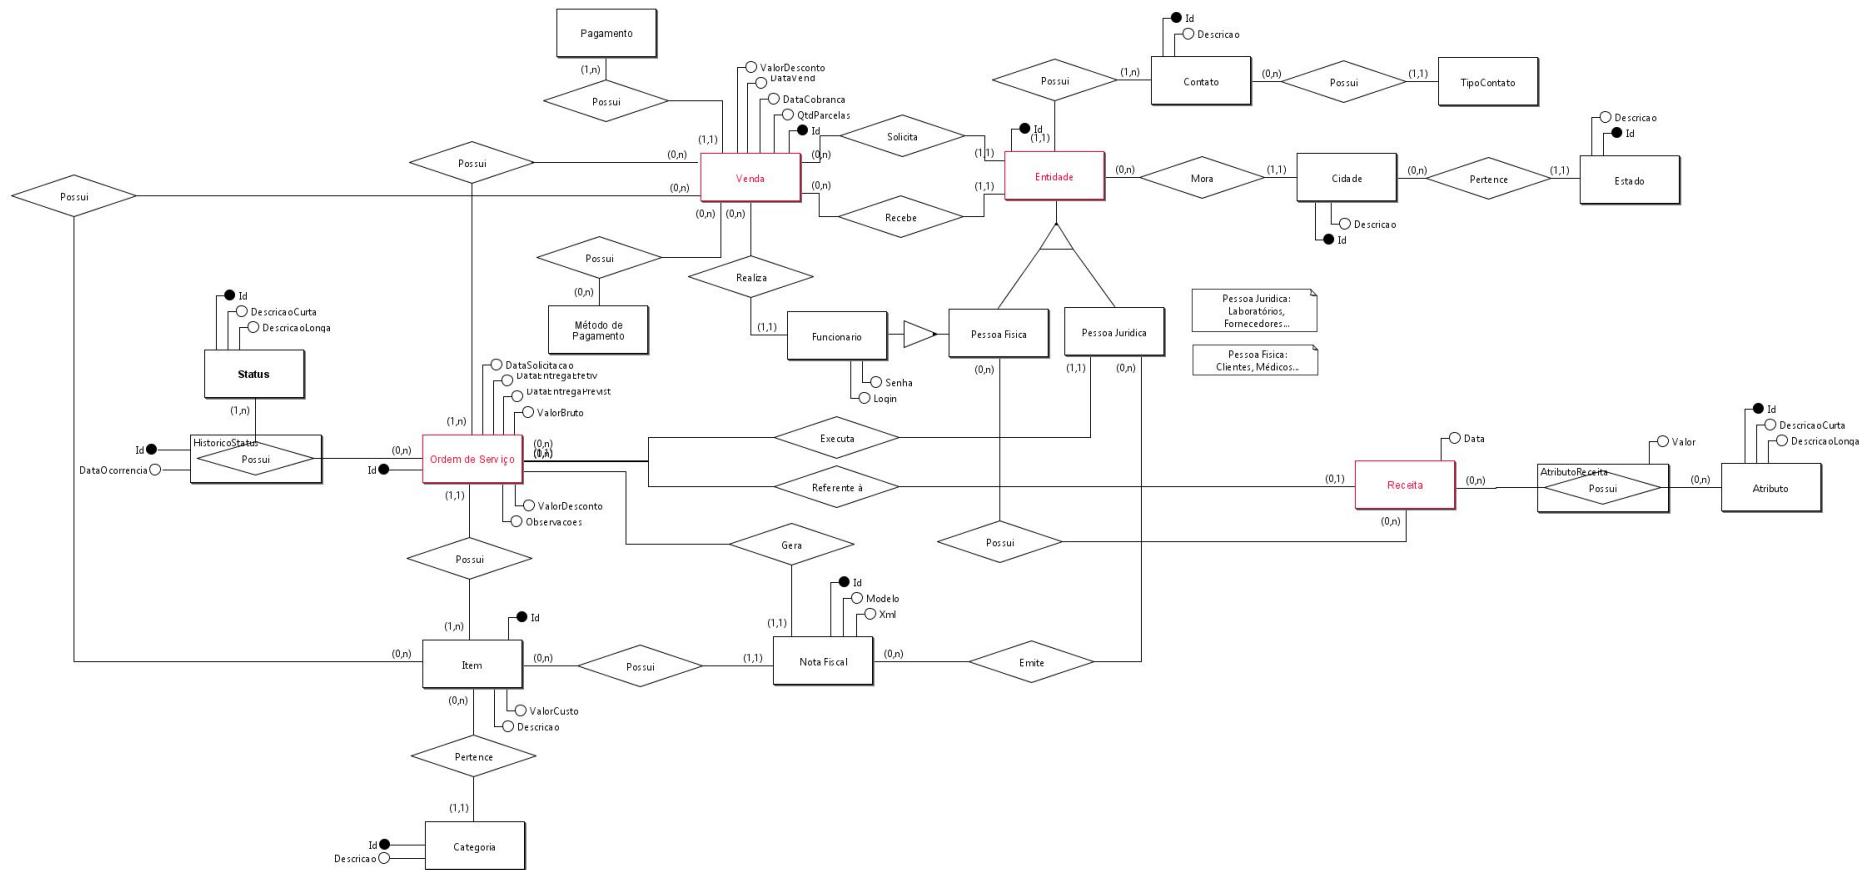 Id
Descricao
Pagamento
(1,n)
Possui
ValorDesconto
DataVend
DataCobranca
QtdParcelas
Id
(1,1)
Possui
(1,n)
Contato
(0,n)
Possui
(1,1)
TipoContato
Solicita
Id
(1,1)
Descricao
Id
Possui
(0,n)
(0,n)
(1,1)
Venda
Entidade
(0,n)
Mora
(1,1)
Cidade
(0,n)
Pertence
(1,1)
Estado
Possui
(0,n)
(0,n)
(1,1)
Recebe
(0,n)
(0,n)
Descricao
Id
Possui
Realiza
(0,n)
Método de
Pagamento
(1,1)
Funcionario
Senha
Login
Pessoa Fisica
Pessoa Juridica
Pessoa Juridica:
Laboratórios,
Fornecedores...
Pessoa Fisica:
Clientes, Médicos...
(0,n)
(1,1)
(0,n)
Id
DescricaoCurta
DescricaoLonga
Status
(1,n)
HistoricoStatus
Possui
Id
DataOcorrencia
(0,n)
DataSolicitacao
DataEntregaEfetiv
DataEntregaPrevist
ValorBruto
(1,n)
Ordem de Serviço
Id
(0,n)
(0,1)
Executa
Referente à
(0,1)
Data
Receita
(0,n)
(0,n)
Valor
AtributoReceita
Possui
(0,n)
Id
DescricaoCurta
DescricaoLonga
Atributo
(1,1)
ValorDesconto
Observacoes
Possui
Gera
Possui
(1,n)
Id
(1,1)
Id
Modelo
Xml
(0,n)
Item
(0,n)
Possui
(1,1)
Nota Fiscal
(0,n)
Emite
(0,n)
ValorCusto
Descricao
Pertence
(1,1)
Id
Descricao
Categoria